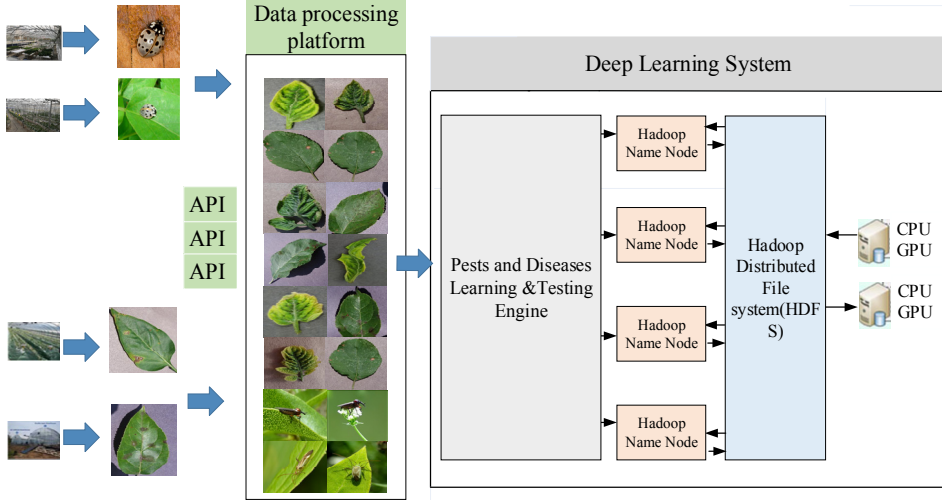 Data processing
platform
Deep Learning System
API
API
API
Pests and Diseases
Learning &Testing
Engine
Hadoop
Name Node
Hadoop
Name Node
Hadoop
Name Node
Hadoop
Name Node
Hadoop
Distributed
File
system(HDF
S)
CPU
GPU
CPU
GPU